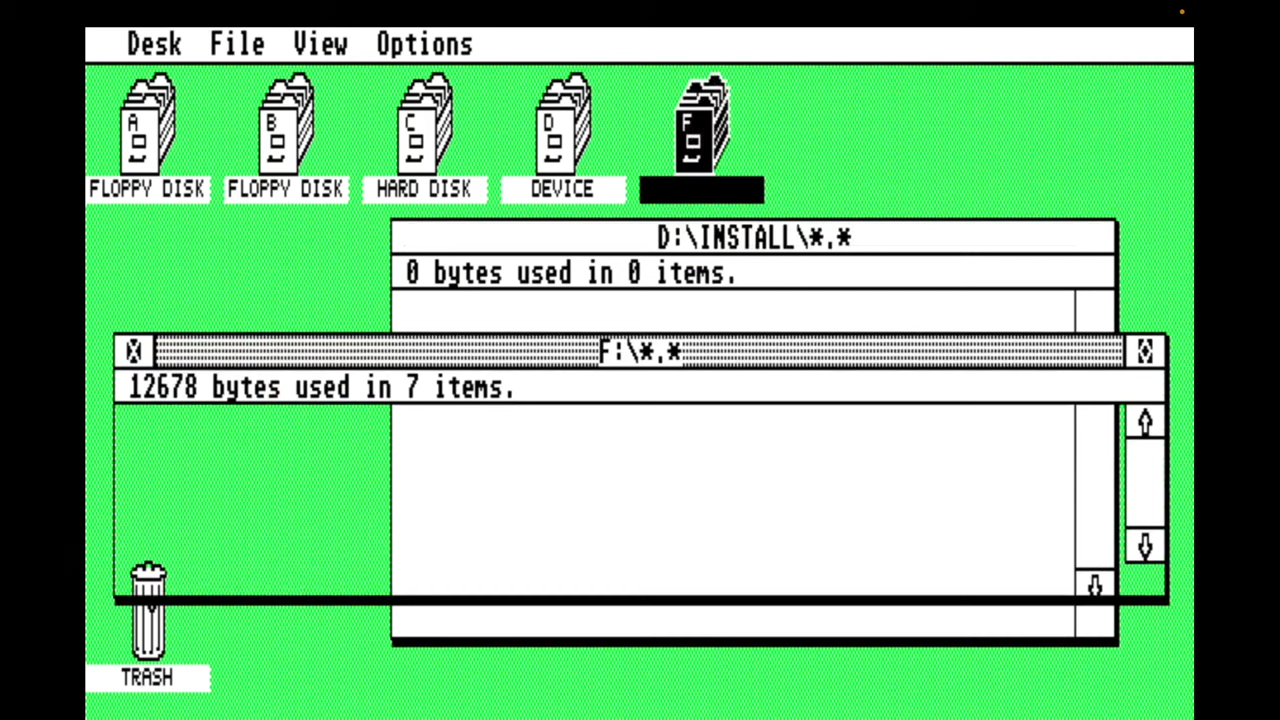 Desk File View Options
A B C D F
FLOPPY DISK FLOPPY DISK HARD DISK DEVICE
D:\INSTALL\*.*
0 bytes used in 0 items.
F:\*.*
12678 bytes used in 7 items.
TRASH